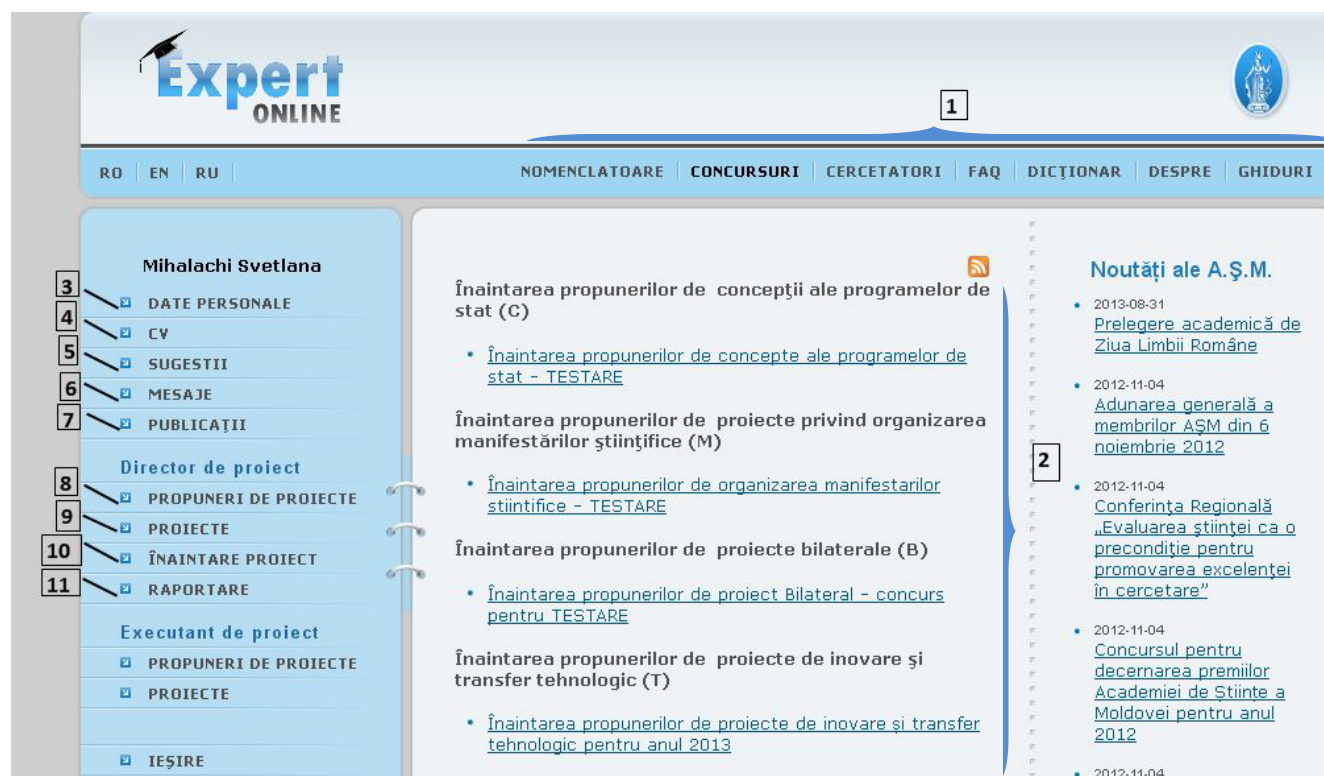 Expert
ONLINE
1
RO | EN | RU |
NOMENCLATOARE | CONCURSURI | CERCETATORI | FAQ | DICŢIONAR | DESPRE | GHIDURI
Mihalachi Svetlana
3
DATE PERSONALE
4
CV
5
SUGESTII
6
MESAJE
7
PUBLICAŢII
Director de proiect
8
PROPUNERI DE PROIECTE
9
PROIECTE
10
ÎNAINTARE PROIECT
11
RAPORTARE
Executant de proiect
PROPUNERI DE PROIECTE
PROIECTE
IEŞIRE
Înaintarea propunerilor de concepţii ale programelor de
stat (C)
• Înaintarea propunerilor de concepte ale programelor de
stat - TESTARE
Înaintarea propunerilor de proiecte privind organizarea
manifestărilor ştiinţifice (M)
• Înaintarea propunerilor de organizarea manifestarilor
stiintifice - TESTARE
Înaintarea propunerilor de proiecte bilaterale (B)
• Înaintarea propunerilor de proiect Bilateral - concurs
pentru TESTARE
Înaintarea propunerilor de proiecte de inovare şi
transfer tehnologic (T)
• Înaintarea propunerilor de proiecte de inovare și transfer
tehnologic pentru anul 2013
2
Noutăți ale A.Ș.M.
• 2013-08-31
Prelegere academică de
Ziua Limbii Române
• 2012-11-04
Adunarea generală a
membrilor AŞM din 6
noiembrie 2012
• 2012-11-04
Conferința Regională
„Evaluarea ştiinţei ca o
precondiţie pentru
promovarea excelenţei
în cercetare”
• 2012-11-04
Concursul pentru
decernarea premiilor
Academiei de Științe a
Moldovei pentru anul
2012
• 2012-11-04